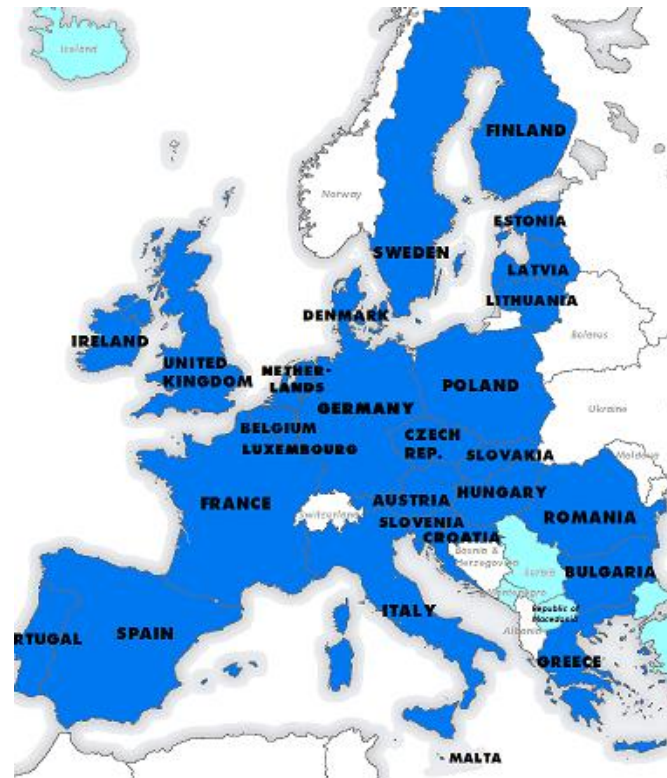 Iceland
FINLAND
Norway
ESTONIA
SWEDEN
LATVIA
LITHUANIA
DENMARK
Belarus
IRELAND
UNITED
KINGDOM
NETHER-
LANDS
POLAND
GERMANY
Ukraine
BELGIUM
CZECH
REP.
LUXEMBOURG
SLOVAKIA
Moldova
FRANCE
AUSTRIA
HUNGARY
Switzerland
ROMANIA
SLOVENIA
CROATIA
Bosnia &
Herzegovina
Serbia
BULGARIA
Montenegro
ITALY
Republic of
Macedonia
Albania
RTUGAL
SPAIN
GREECE
MALTA